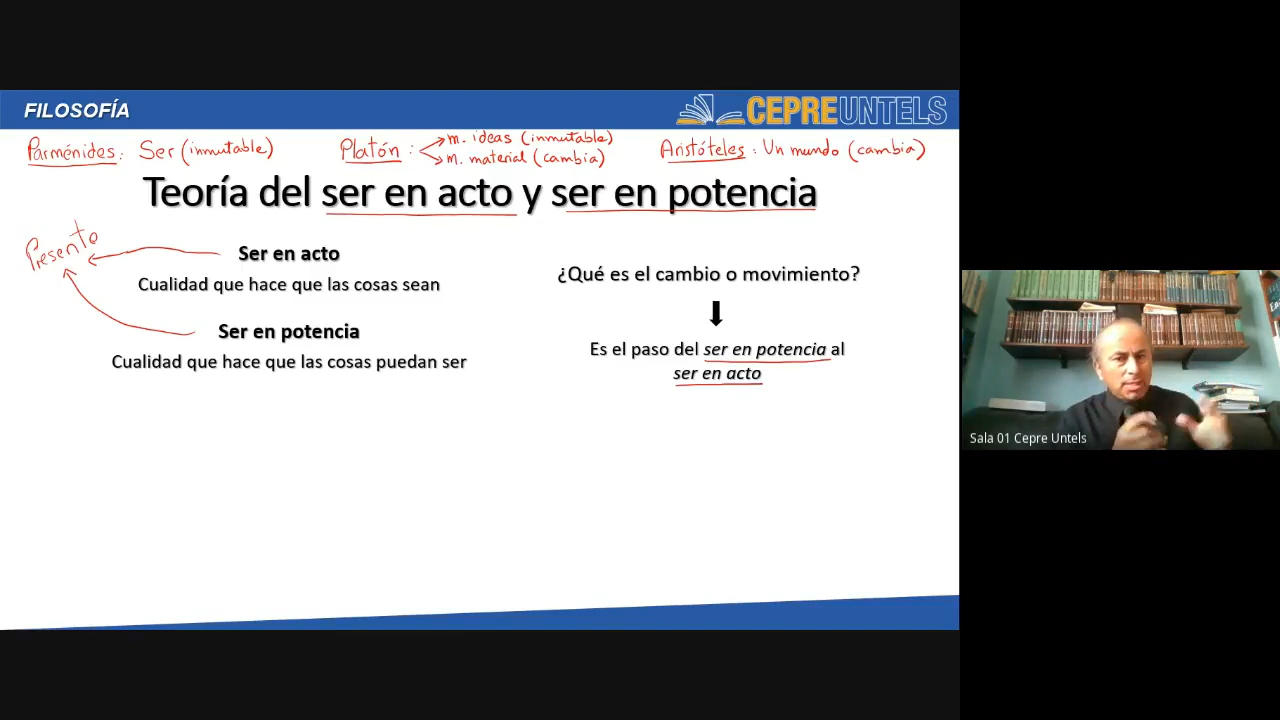 FILOSOFÍA
CEPREUNTELS
Parménides: Ser (inmutable)
Platón: m. ideas (inmutable)
m. material (cambia)
Aristóteles: Un mundo (cambia)
Teoría del ser en acto y ser en potencia
Presente
Ser en acto
Cualidad que hace que las cosas sean
Ser en potencia
Cualidad que hace que las cosas puedan ser
¿Qué es el cambio o movimiento?
Es el paso del ser en potencia al
ser en acto
Sala 01 Cepre Untels